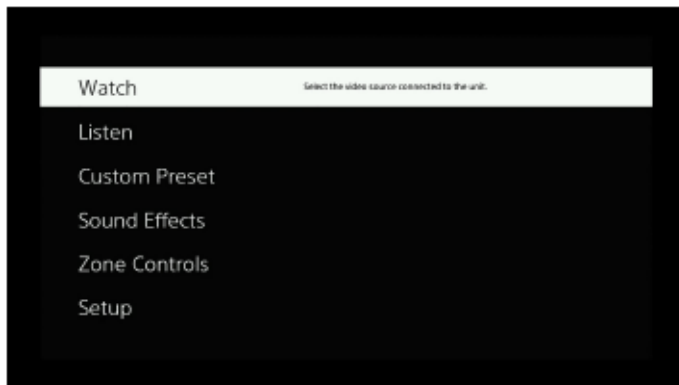 Watch
Select the video source connected to the unit.
Listen
Custom Preset
Sound Effects
Zone Controls
Setup